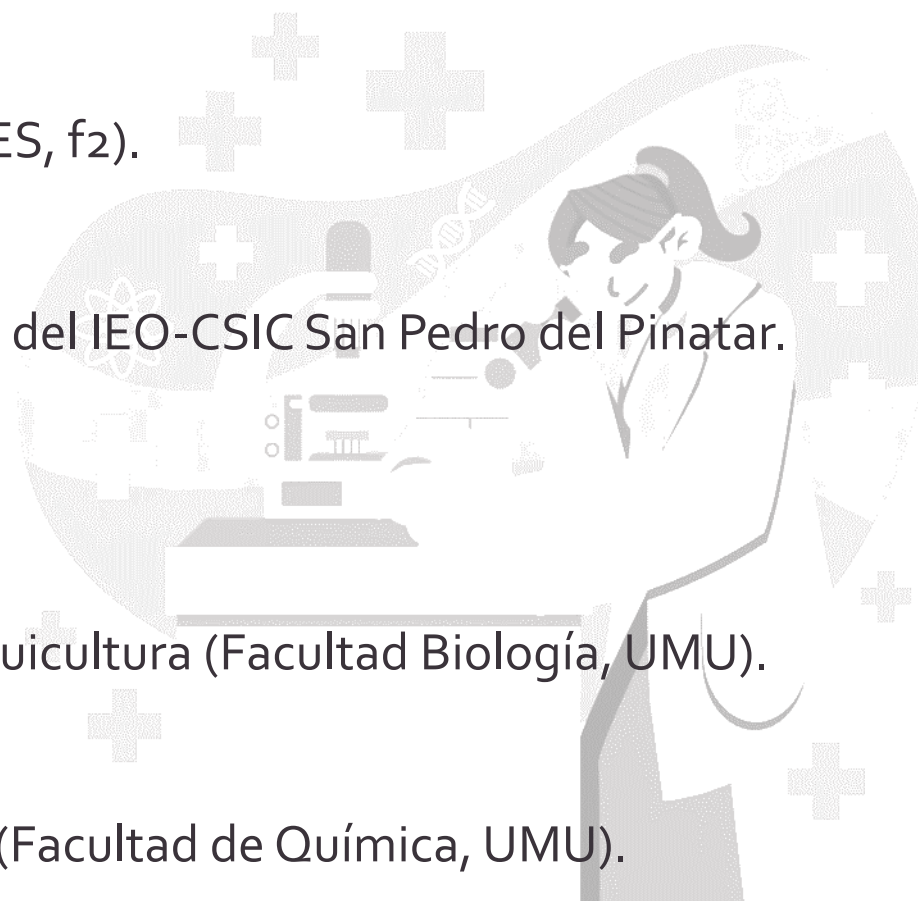 ES, f2).
del IEO-CSIC San Pedro del Pinatar.
uicultura (Facultad Biología, UMU).
(Facultad de Química, UMU).